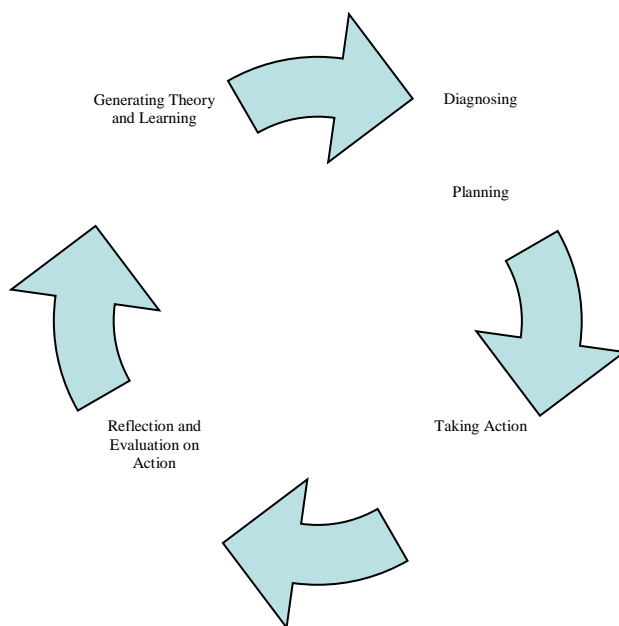 Generating Theory
and Learning
Diagnosing
Planning
Taking Action
Reflection and
Evaluation on
Action